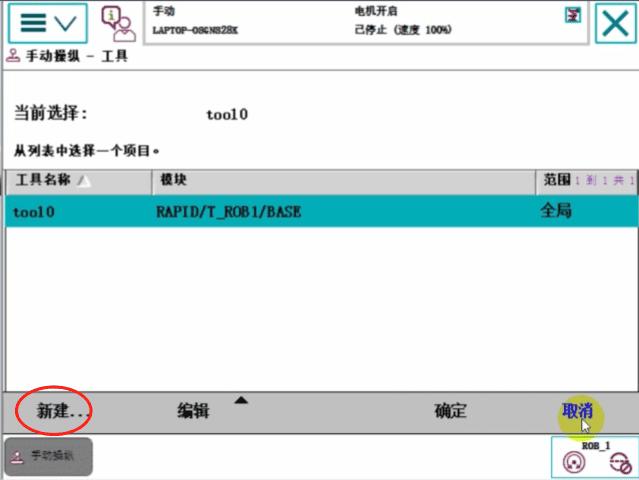 手动
电机开启
LAPTOP-OSGNS28K
已停止 (速度 100%)
手动操纵 - 工具
当前选择:
tool0
从列表中选择一个项目。
工具名称
模块
范围 1 到 1 共 1
tool0
RAPID/T_ROB1/BASE
全局
新建...
编辑
确定
取消
手动操纵
ROB_1